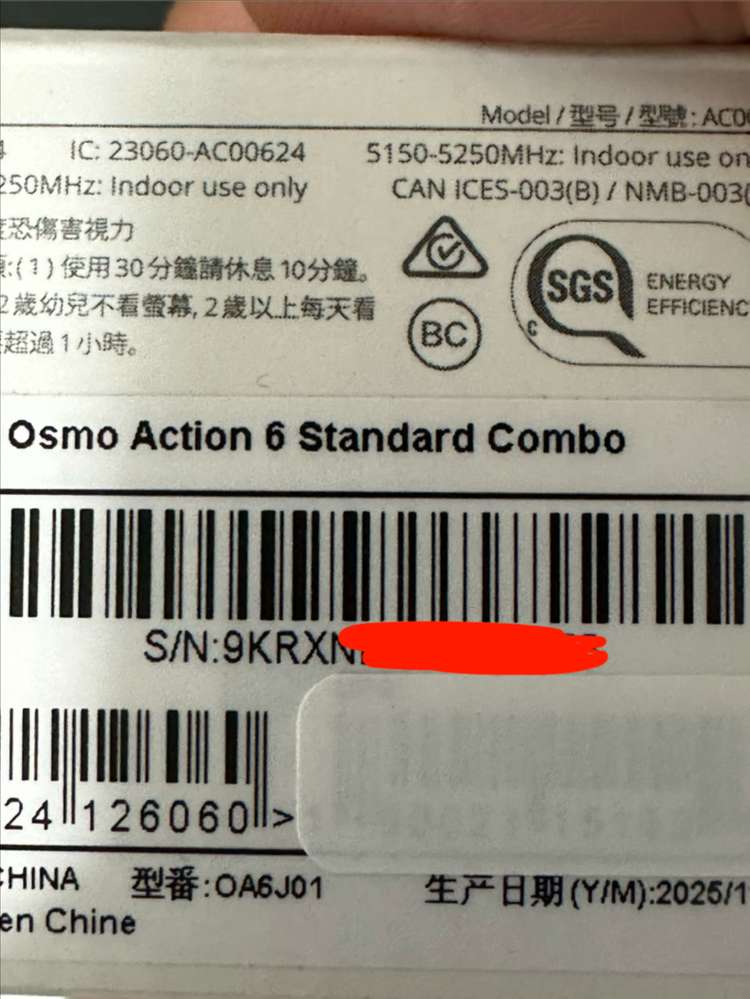 Model / 型号 / 型號: AC00
IC: 23060-AC00624
5150-5250MHz: Indoor use on
250MHz: Indoor use only
CAN ICES-003(B) / NMB-003(
恐傷害視力
:(1) 使用30分鐘請休息10分鐘。
2歲幼兒不看螢幕, 2歲以上每天看
超過1小時。
BC
SGS
C
ENERGY
EFFICIENC
Osmo Action 6 Standard Combo
S/N:9KRXN
24 126060 >
CHINA
型番:OA6J01
生产日期(Y/M):2025/1
en Chine